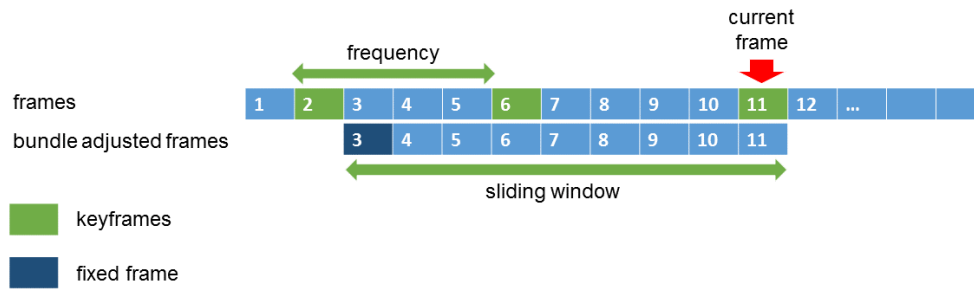 current
frame
frequency
frames 1 2 3 4 5 6 7 8 9 10 11 12 ...
bundle adjusted frames 3 4 5 6 7 8 9 10 11
sliding window
keyframes
fixed frame